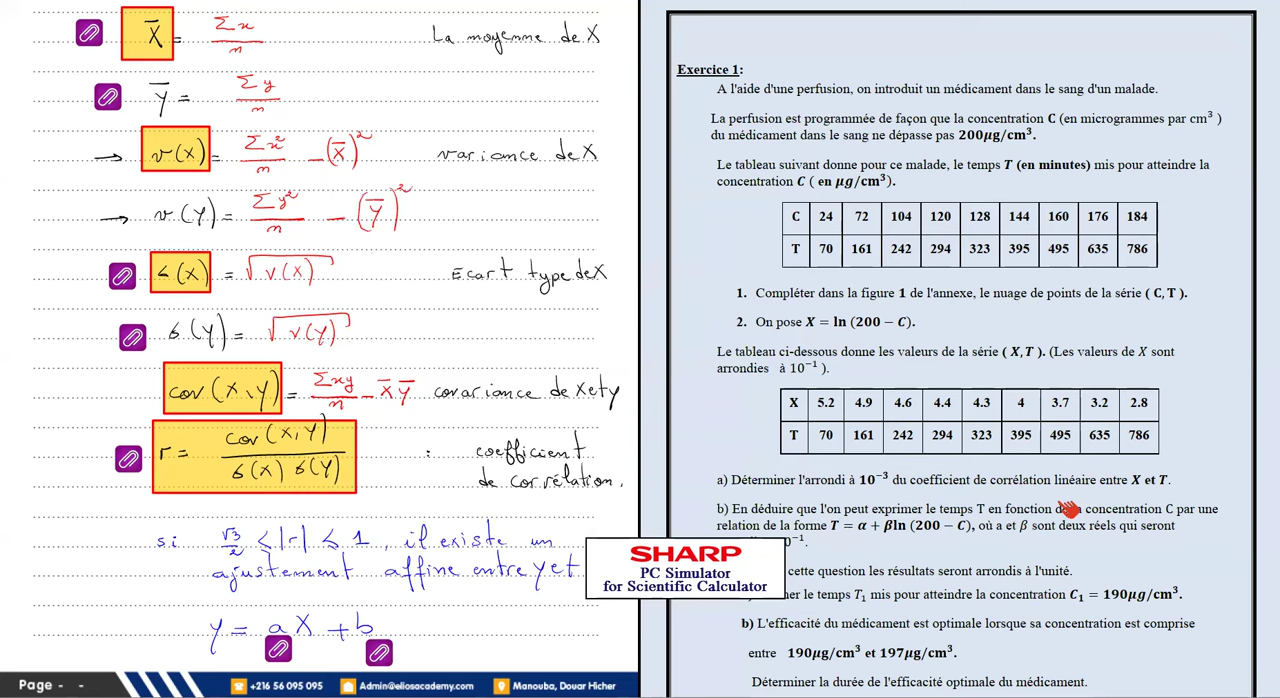 X̄ = Σx/n La moyenne de X
Ȳ = Σy/n
→ v(X) = Σx²/n - (X̄)² variance de X
→ v(Y) = Σy²/n - (Ȳ)²
σ(X) = √v(X) Ecart type de X
σ(Y) = √v(Y)
cov(X,Y) = Σxy/n - X̄ Ȳ covariance de X et y
r = cov(X,Y) / σ(X) σ(Y) : coefficient
de corrélation.
si √3/2 ≤ |r| ≤ 1, il existe un
ajustement affine entre y et
y = aX + b
Page - -
+216 56 095 095
Admin@eliosacademy.com
Manouba, Douar Hicher
Exercice 1:
A l'aide d'une perfusion, on introduit un médicament dans le sang d'un malade.
La perfusion est programmée de façon que la concentration C (en microgrammes par cm³ )
du médicament dans le sang ne dépasse pas 200μg/cm³.
Le tableau suivant donne pour ce malade, le temps T (en minutes) mis pour atteindre la
concentration C ( en μg/cm³).
C 24 72 104 120 128 144 160 176 184
T 70 161 242 294 323 395 495 635 786
1. Compléter dans la figure 1 de l'annexe, le nuage de points de la série ( C, T ).
2. On pose X = ln (200 − C).
Le tableau ci-dessous donne les valeurs de la série ( X, T ). (Les valeurs de X sont
arrondies à 10⁻¹ ).
X 5.2 4.9 4.6 4.4 4.3 4 3.7 3.2 2.8
T 70 161 242 294 323 395 495 635 786
a) Déterminer l'arrondi à 10⁻³ du coefficient de corrélation linéaire entre X et T.
b) En déduire que l'on peut exprimer le temps T en fonction de la concentration C par une
relation de la forme T = α + βln (200 − C), où a et β sont deux réels qui seront
0⁻¹.
cette question les résultats seront arrondis à l'unité.
ner le temps T₁ mis pour atteindre la concentration C₁ = 190μg/cm³.
b) L'efficacité du médicament est optimale lorsque sa concentration est comprise
entre 190μg/cm³ et 197μg/cm³.
Déterminer la durée de l'efficacité optimale du médicament.
SHARP
PC Simulator
for Scientific Calculator